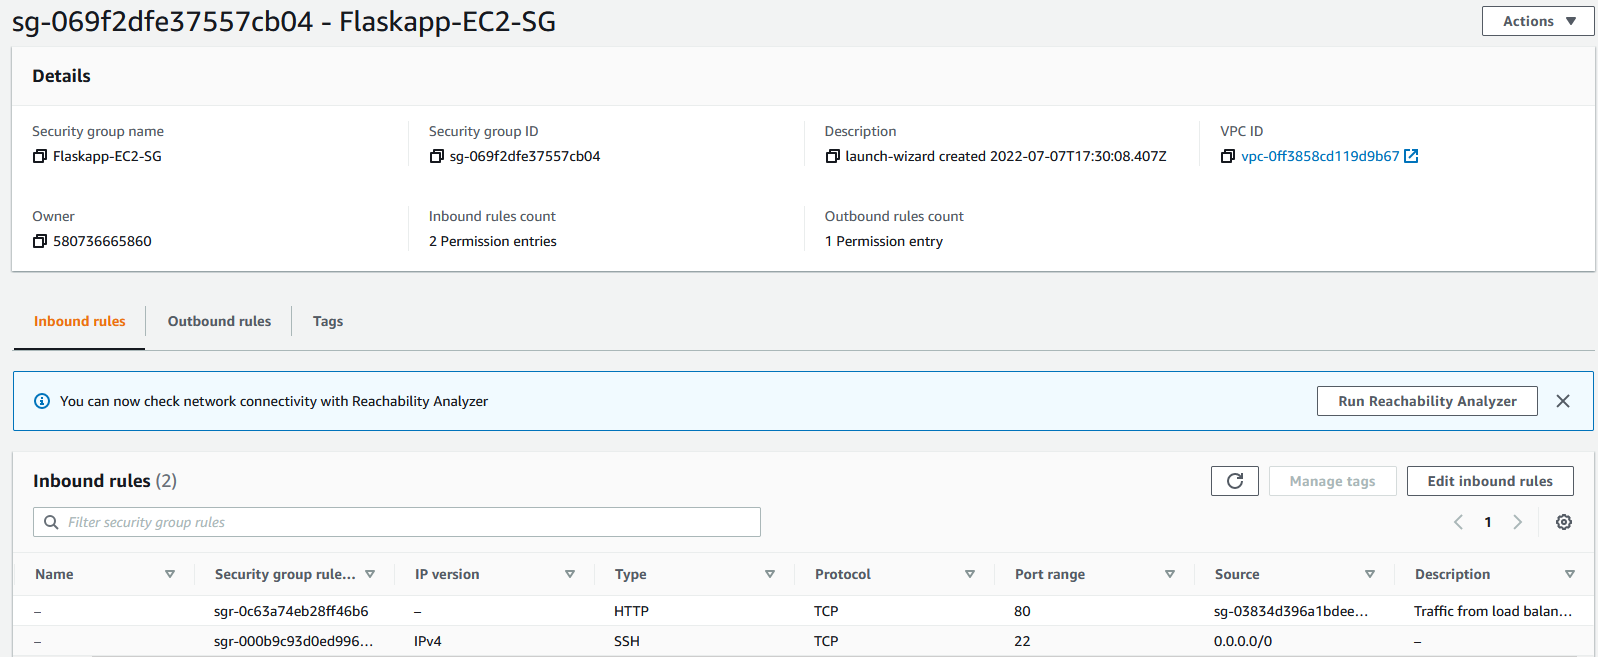 sg-069f2dfe37557cb04 - Flaskapp-EC2-SG
Actions
Details
Security group name
Flaskapp-EC2-SG
Security group ID
sg-069f2dfe37557cb04
Description
launch-wizard created 2022-07-07T17:30:08.407Z
VPC ID
vpc-0ff3858cd119d9b67
Owner
580736665860
Inbound rules count
2 Permission entries
Outbound rules count
1 Permission entry
Inbound rules Outbound rules Tags
You can now check network connectivity with Reachability Analyzer
Run Reachability Analyzer
Inbound rules (2)
Manage tags
Edit inbound rules
Filter security group rules
1
Name Security group rule... IP version Type Protocol Port range Source Description
– sgr-0c63a74eb28ff46b6 – HTTP TCP 80 sg-03834d396a1bdee... Traffic from load balan...
– sgr-000b9c93d0ed996... IPv4 SSH TCP 22 0.0.0.0/0 –